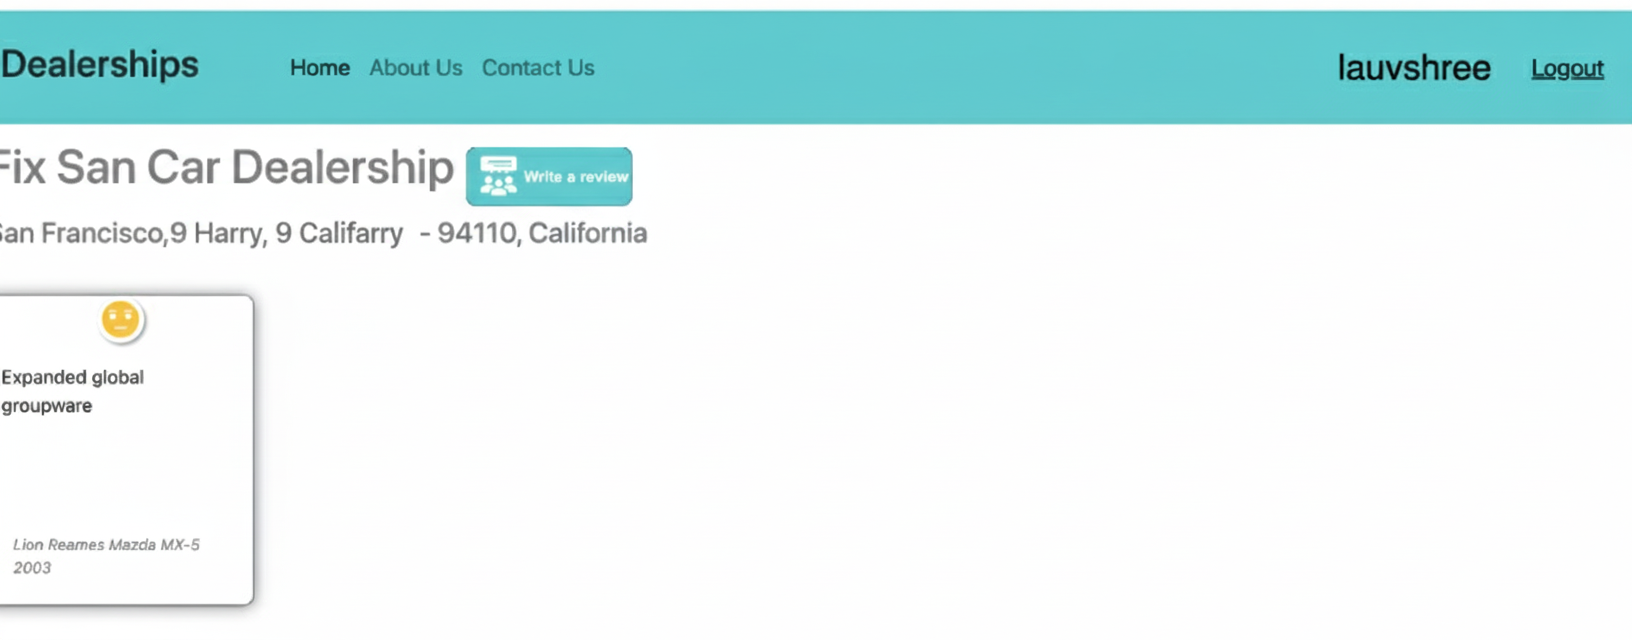 Dealerships
Home About Us Contact Us
lauvshree Logout
Fix San Car Dealership
Write a review
San Francisco,9 Harry, 9 Califarry - 94110, California
Expanded global
groupware
Lion Reames Mazda MX-5
2003